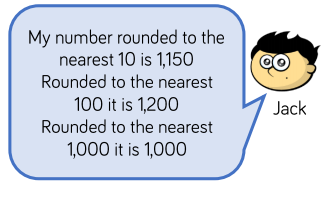 My number rounded to the
nearest 10 is 1,150
Rounded to the nearest
100 it is 1,200
Rounded to the nearest
1,000 it is 1,000
Jack